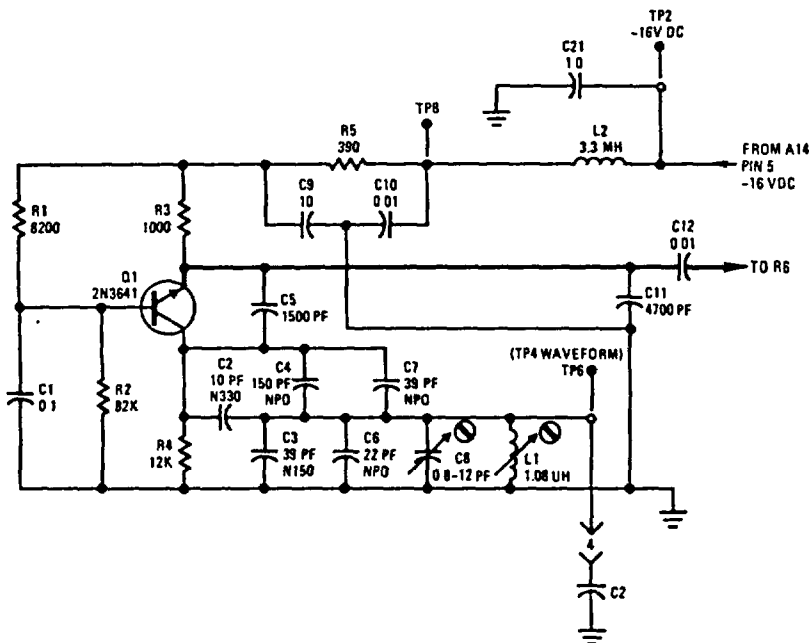 TP2
-16V DC
C21
1 0
TP8
R5
390
L2
3.3 MH
FROM A14
PIN 5
-16 VDC
C9
10
C10
0 01
R1
8200
R3
1000
C12
0 01
TO R6
Q1
2N3641
C5
1500 PF
C11
4700 PF
(TP4 WAVEFORM)
TP6
C2
10 PF
N330
C4
150 PF
NPO
C7
39 PF
NPO
C1
0 1
R2
82K
R4
12K
C3
39 PF
N150
C6
22 PF
NPO
C8
0 8-12 PF
L1
1.08 UH
4
C2